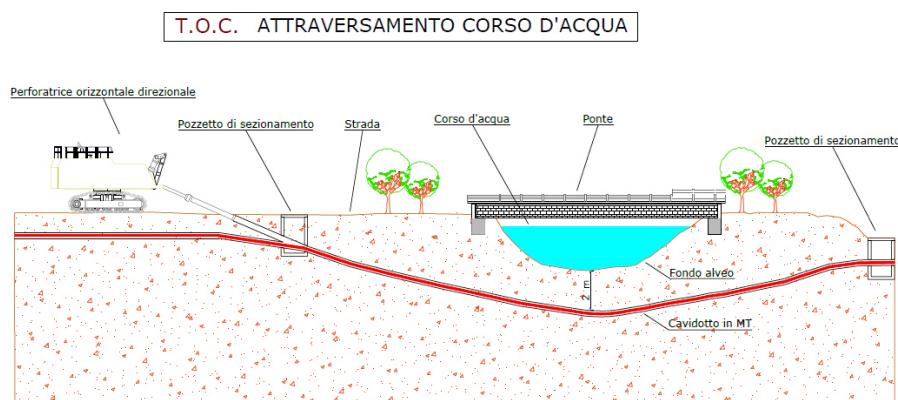 T.O.C. ATTRAVERSAMENTO CORSO D'ACQUA
Perforatrice orizzontale direzionale
Pozzetto di sezionamento
Strada
Corso d'acqua
Ponte
Pozzetto di sezionamento
Fondo alveo
2 m
Cavidotto in MT